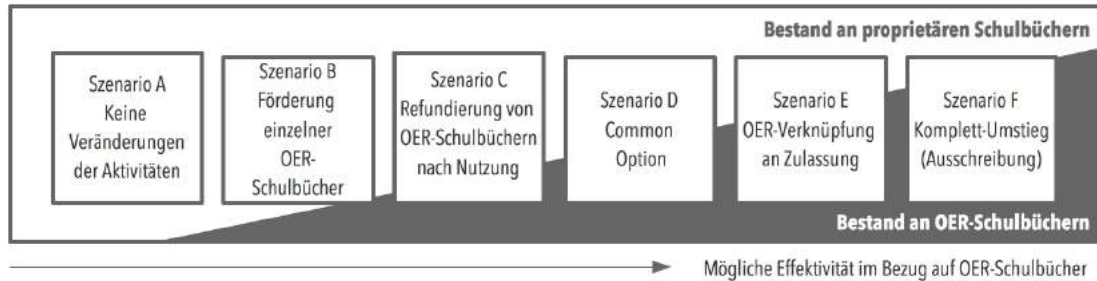 Bestand an proprietären Schulbüchern
Szenario A
Keine
Veränderungen
der Aktivitäten
Szenario B
Förderung
einzelner
OER-
Schulbücher
Szenario C
Refundierung von
OER-Schulbüchern
nach Nutzung
Szenario D
Common
Option
Szenario E
OER-Verknüpfung
an Zulassung
Szenario F
Komplett-Umstieg
(Ausschreibung)
Bestand an OER-Schulbüchern
Mögliche Effektivität im Bezug auf OER-Schulbücher